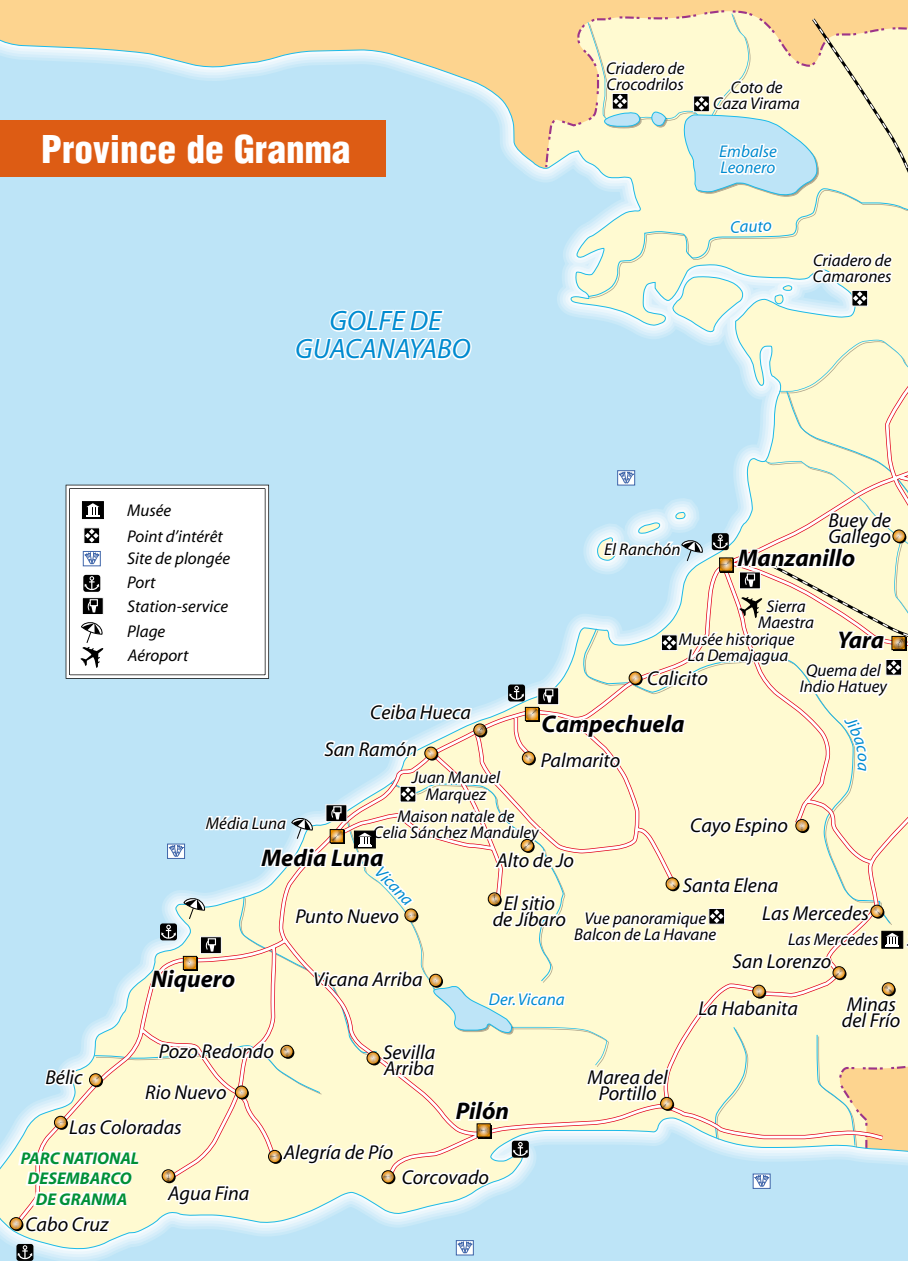 Province de Granma
Criadero de
Crocodrilos
Coto de
Caza Virama
Embalse
Leonero
Cauto
Criadero de
Camarones
GOLFE DE
GUACANAYABO
Musée
Point d'intérêt
Site de plongée
Port
Station-service
Plage
Aéroport
Buey de
Gallego
El Ranchón
Manzanillo
Sierra
Maestra
Yara
Musée historique
La Demajagua
Quema del
Indio Hatuey
Calicito
Ceiba Hueca
Campechuela
Jibacoa
San Ramón
Palmarito
Juan Manuel
Marquez
Média Luna
Maison natale de
Celia Sánchez Manduley
Cayo Espino
Media Luna
Alto de Jo
Vicana
Santa Elena
Punto Nuevo
El sitio
de Jíbaro
Vue panoramique
Balcon de La Havane
Las Mercedes
Las Mercedes
San Lorenzo
Niquero
Vicana Arriba
Der. Vicana
La Habanita
Minas
del Frío
Pozo Redondo
Sevilla
Arriba
Bélic
Rio Nuevo
Marea del
Portillo
Pilón
Las Coloradas
PARC NATIONAL
DESEMBARCO
DE GRANMA
Alegría de Pío
Corcovado
Agua Fina
Cabo Cruz